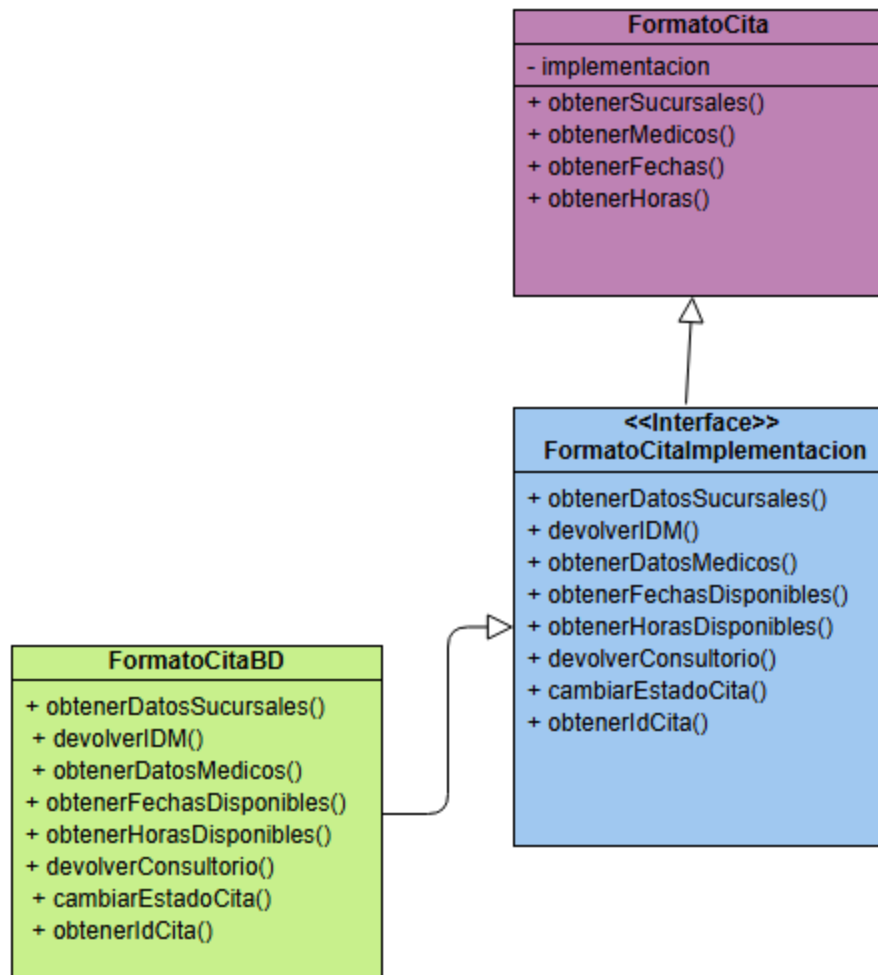 FormatoCita
- implementacion
+ obtenerSucursales()
+ obtenerMedicos()
+ obtenerFechas()
+ obtenerHoras()
<<Interface>>
FormatoCitaImplementacion
+ obtenerDatosSucursales()
+ devolverIDM()
+ obtenerDatosMedicos()
+ obtenerFechasDisponibles()
+ obtenerHorasDisponibles()
+ devolverConsultorio()
+ cambiarEstadoCita()
+ obtenerIdCita()
FormatoCitaBD
+ obtenerDatosSucursales()
+ devolverIDM()
+ obtenerDatosMedicos()
+ obtenerFechasDisponibles()
+ obtenerHorasDisponibles()
+ devolverConsultorio()
+ cambiarEstadoCita()
+ obtenerIdCita()